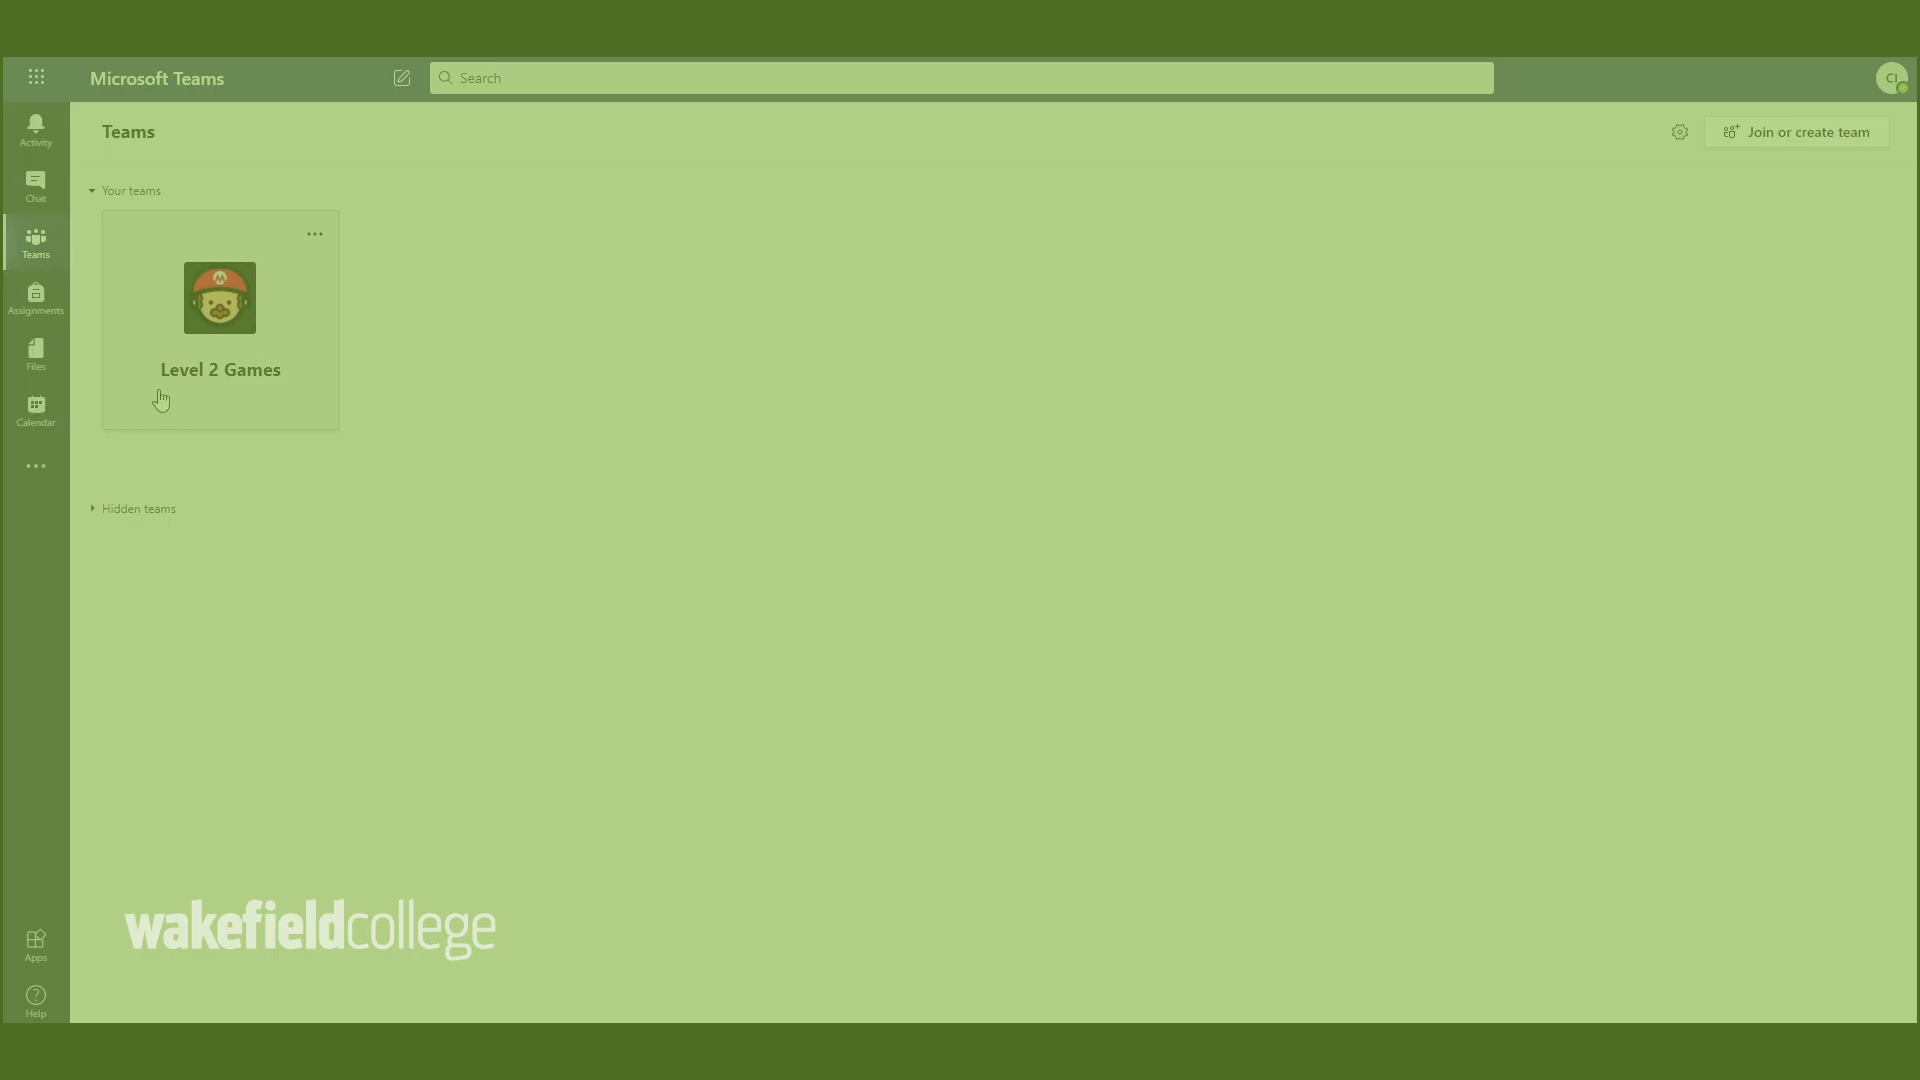 Microsoft Teams
Search
CI
Activity
Teams
Join or create team
Chat
Your teams
Teams
Assignments
Files
Level 2 Games
Calendar
Hidden teams
wakefieldcollege
Apps
Help